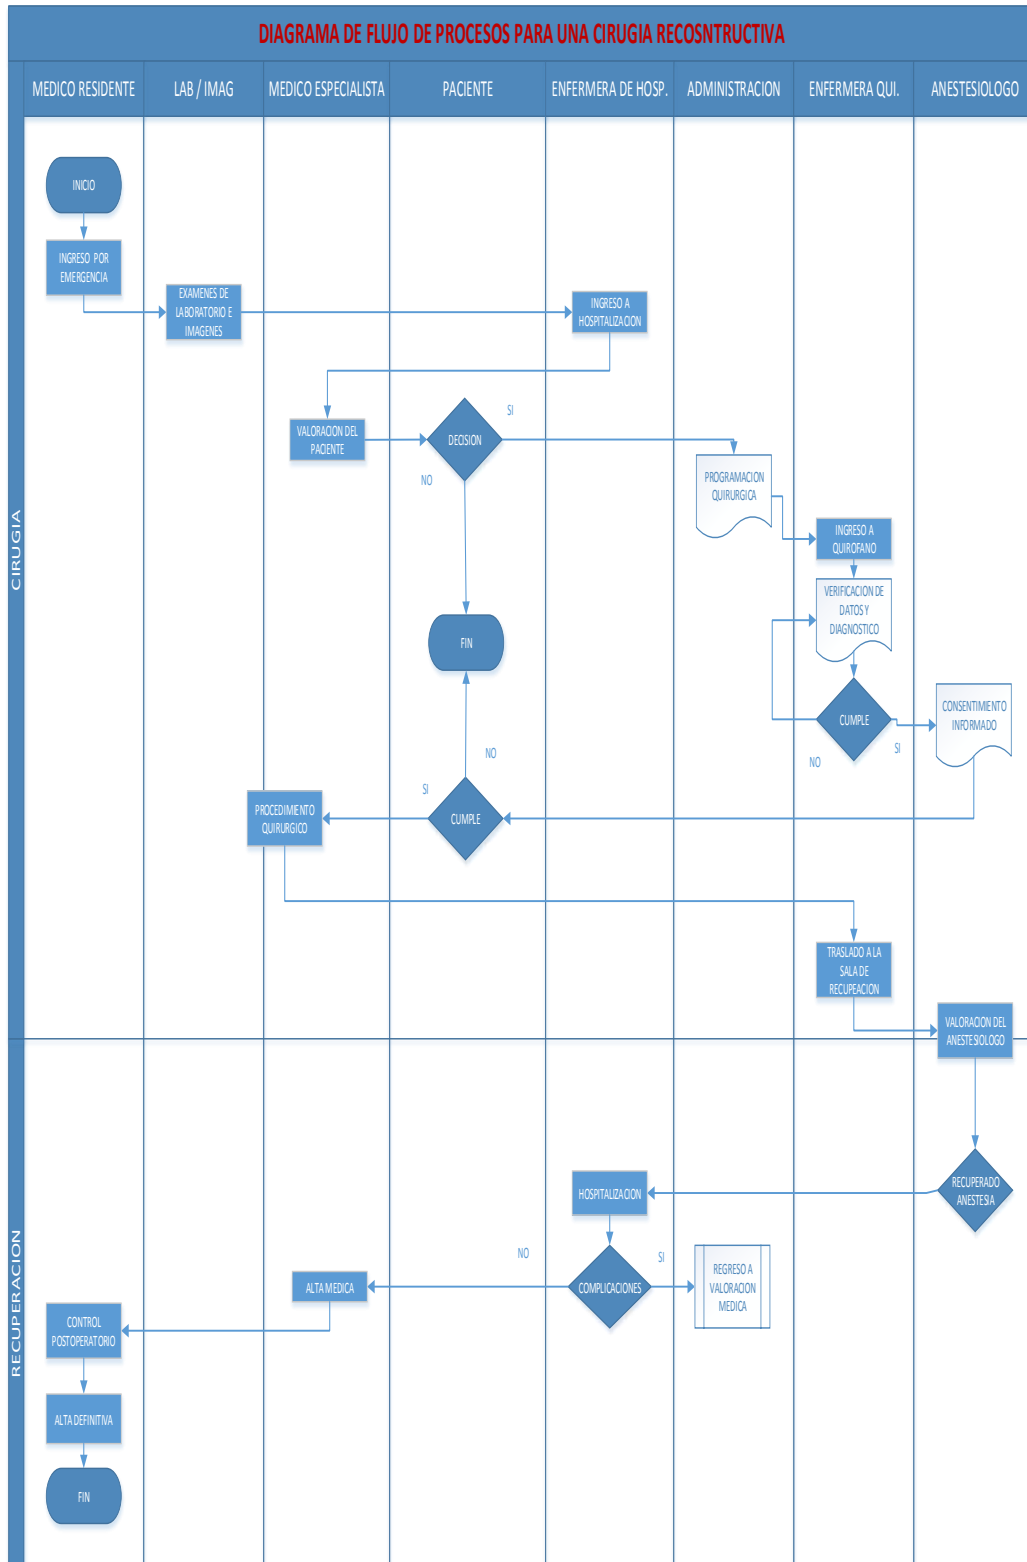 DIAGRAMA DE FLUJO DE PROCESOS PARA UNA CIRUGIA RECOSNTRUCTIVA
MEDICO RESIDENTE
LAB / IMAG
MEDICO ESPECIALISTA
PACIENTE
ENFERMERA DE HOSP.
ADMINISTRACION
ENFERMERA QUI.
ANESTESIOLOGO
CIRUGIA
INICIO
INGRESO POR
EMERGENCIA
EXAMENES DE
LABORATORIO E
IMAGENES
INGRESO A
HOSPITALIZACION
VALORACION DEL
PACIENTE
DECISION
SI
NO
PROGRAMACION
QUIRURGICA
INGRESO A
QUIROFANO
VERIFICACION DE
DATOS Y
DIAGNOSTICO
FIN
CUMPLE
SI
NO
CONSENTIMIENTO
INFORMADO
NO
SI
CUMPLE
PROCEDIMIENTO
QUIRURGICO
TRASLADO A LA
SALA DE
RECUPEACION
VALORACION DEL
ANESTESIOLOGO
RECUPERACION
RECUPERADO
ANESTESIA
HOSPITALIZACION
COMPLICACIONES
NO
SI
REGRESO A
VALORACION
MEDICA
ALTA MEDICA
CONTROL
POSTOPERATORIO
ALTA DEFINITIVA
FIN